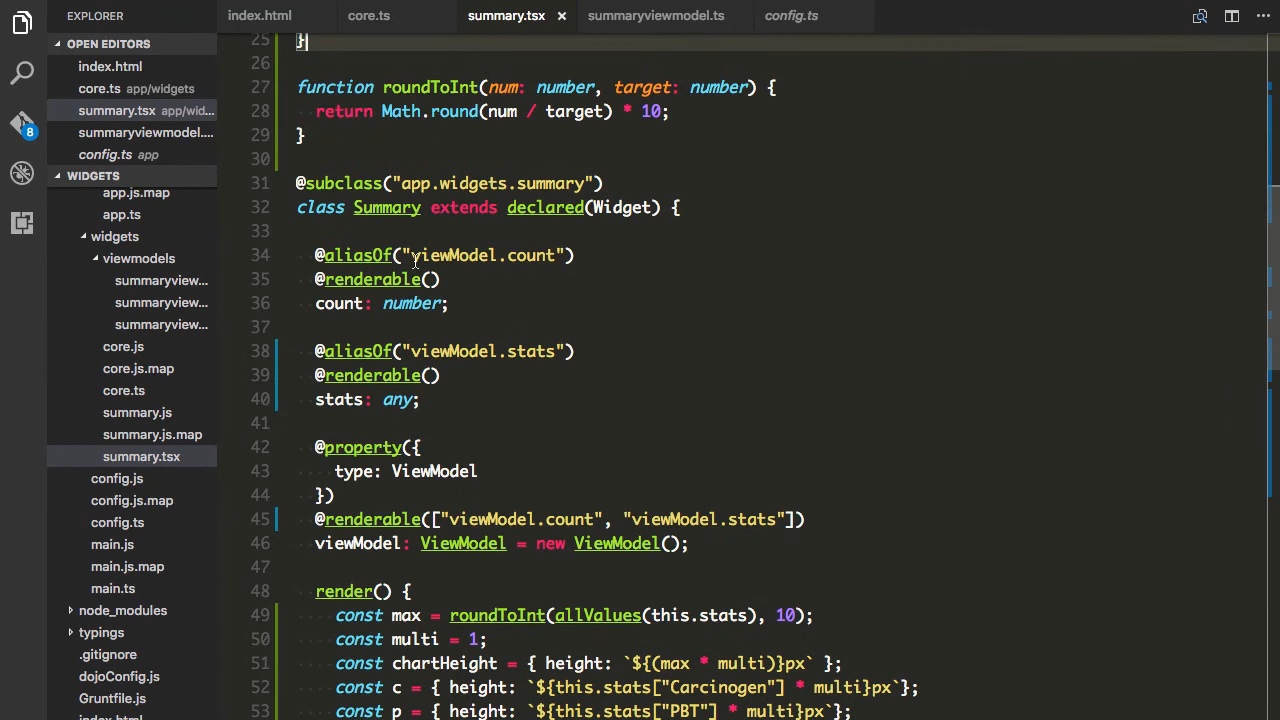 EXPLORER
OPEN EDITORS
index.html
core.ts app/widgets
summary.tsx app/wid...
summaryviewmodel....
config.ts app
8
WIDGETS
app.js.map
app.ts
widgets
viewmodels
summaryview...
summaryview...
summaryview...
core.js
core.js.map
core.ts
summary.js
summary.js.map
summary.tsx
config.js
config.js.map
config.ts
main.js
main.js.map
main.ts
node_modules
typings
.gitignore
dojoConfig.js
Gruntfile.js
index.html
index.html core.ts summary.tsx summaryviewmodel.ts config.ts
25 }
26
27 function roundToInt(num: number, target: number) {
28 return Math.round(num / target) * 10;
29 }
30
31 @subclass("app.widgets.summary")
32 class Summary extends declared(Widget) {
33
34 @aliasOf("viewModel.count")
35 @renderable()
36 count: number;
37
38 @aliasOf("viewModel.stats")
39 @renderable()
40 stats: any;
41
42 @property({
43 type: ViewModel
44 })
45 @renderable(["viewModel.count", "viewModel.stats"])
46 viewModel: ViewModel = new ViewModel();
47
48 render() {
49 const max = roundToInt(allValues(this.stats), 10);
50 const multi = 1;
51 const chartHeight = { height: `${(max * multi)}px` };
52 const c = { height: `${this.stats["Carcinogen"] * multi}px`};
53 const p = { height: `${this.stats["PBT"] * multi}px`};